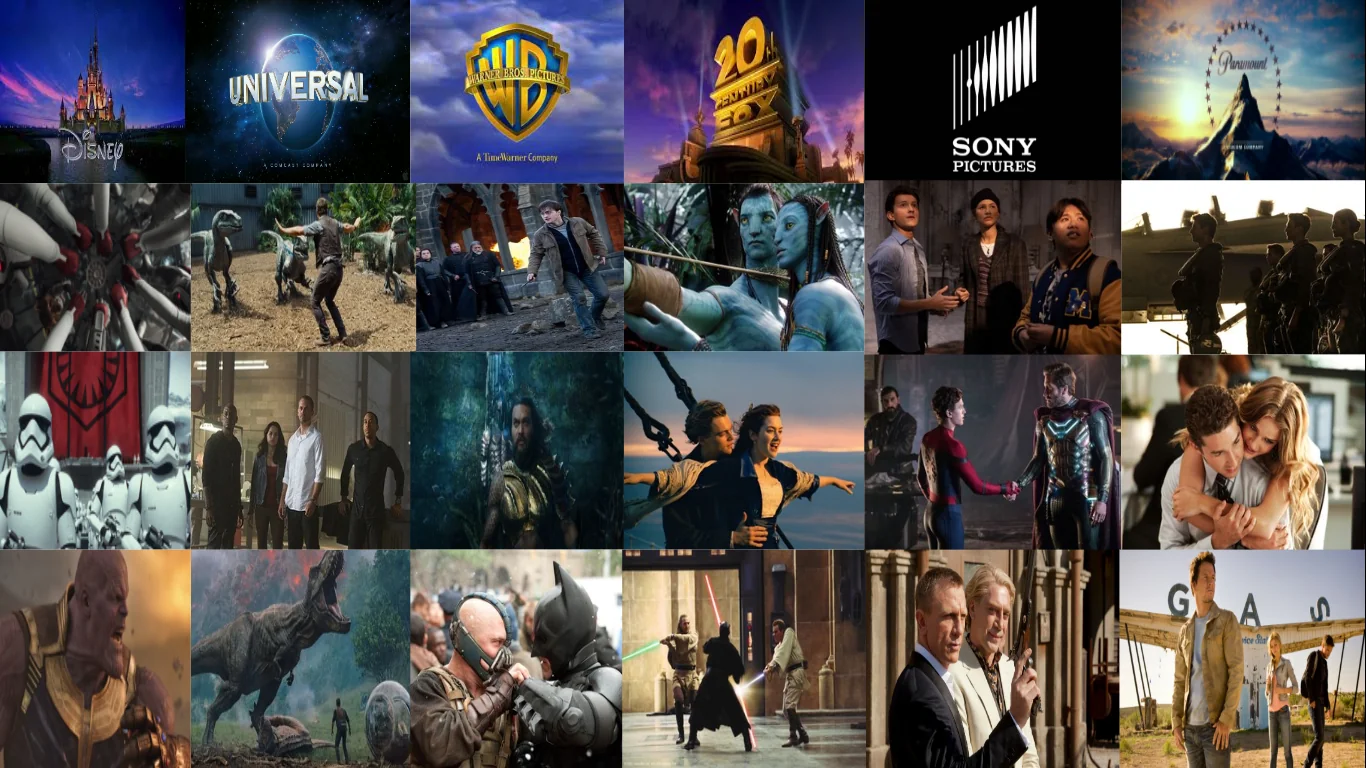 Disney
UNIVERSAL
A COMCAST COMPANY
WARNER BROS. PICTURES
WB
A TimeWarner Company
20th
CENTURY
FOX
SONY
PICTURES
Paramount
A VIACOM COMPANY
M
G A S